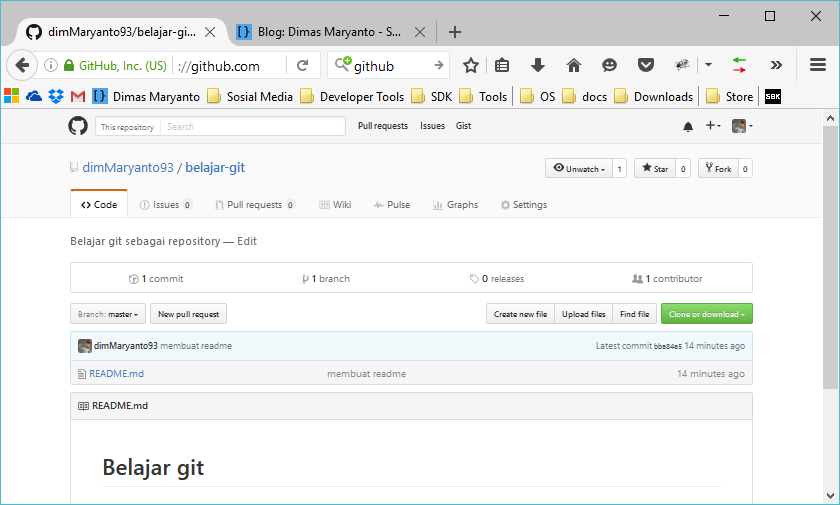 dimMaryanto93/belajar-gi...
Blog: Dimas Maryanto - S...
GitHub, Inc. (US) ://github.com github
Dimas Maryanto Sosial Media Developer Tools SDK Tools OS docs Downloads Store SBK
This repository Search Pull requests Issues Gist
dimMaryanto93 / belajar-git Unwatch 1 Star 0 Fork 0
Code Issues 0 Pull requests 0 Wiki Pulse Graphs Settings
Belajar git sebagai repository — Edit
1 commit 1 branch 0 releases 1 contributor
Branch: master New pull request Create new file Upload files Find file Clone or download
dimMaryanto93 membuat readme Latest commit bba84a5 14 minutes ago
README.md membuat readme 14 minutes ago
README.md
Belajar git